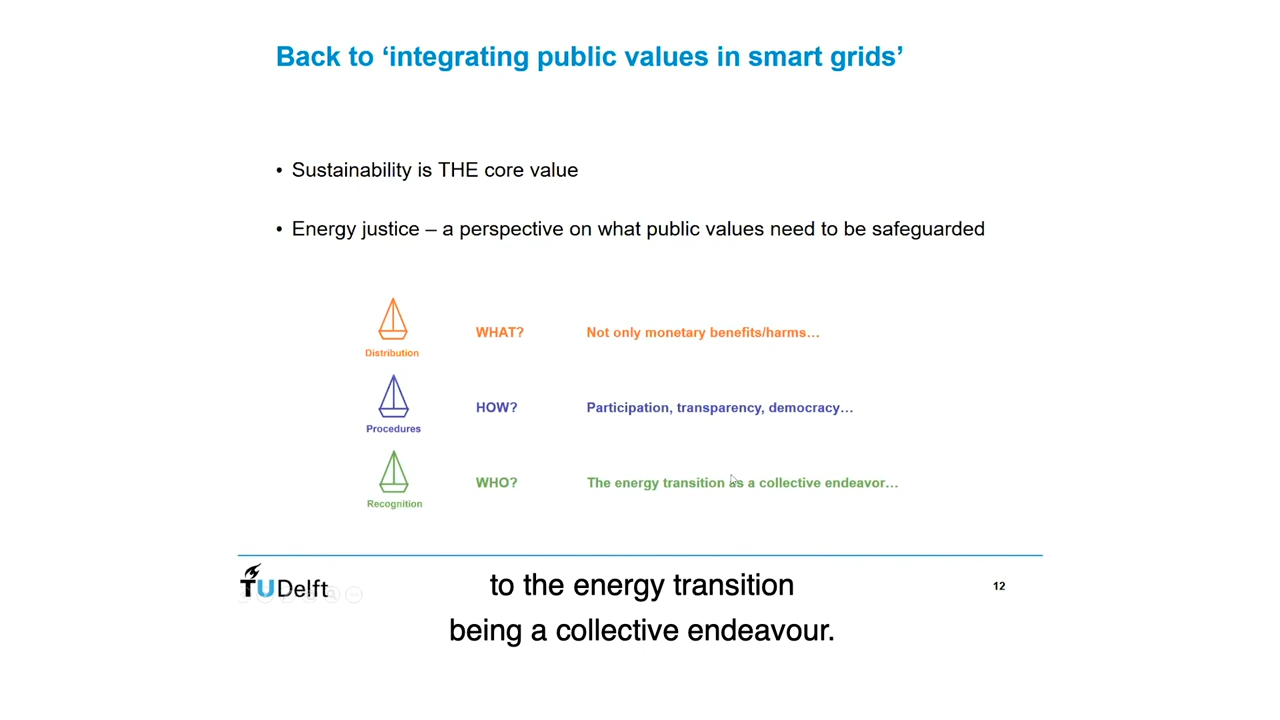 Back to ‘integrating public values in smart grids’
• Sustainability is THE core value
• Energy justice – a perspective on what public values need to be safeguarded
WHAT? Not only monetary benefits/harms…
Distribution
HOW? Participation, transparency, democracy…
Procedures
WHO? The energy transition as a collective endeavor…
Recognition
TU Delft
12
to the energy transition
being a collective endeavour.